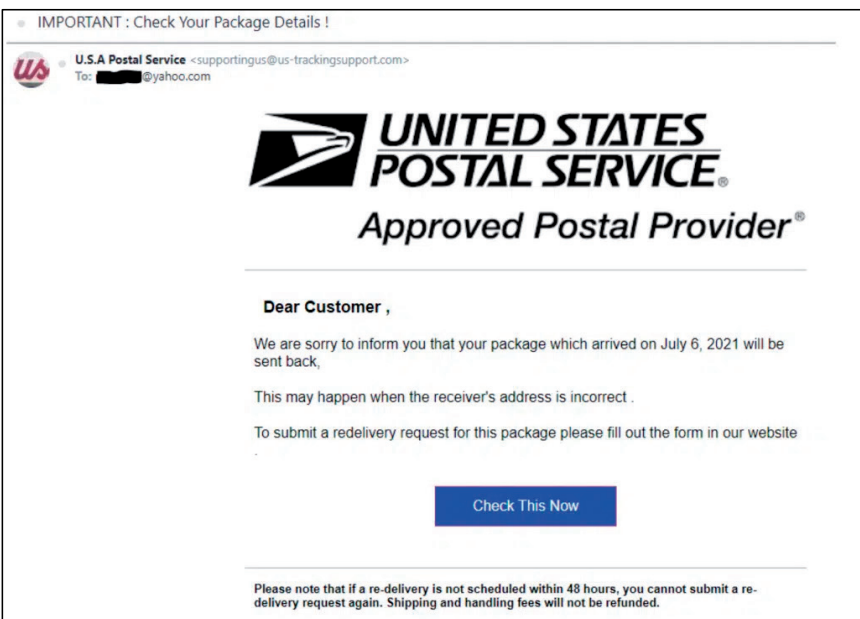 IMPORTANT : Check Your Package Details !
us
U.S.A Postal Service <supportingus@us-trackingsupport.com>
To: @yahoo.com
UNITED STATES
POSTAL SERVICE®
Approved Postal Provider®
Dear Customer ,
We are sorry to inform you that your package which arrived on July 6, 2021 will be
sent back,
This may happen when the receiver's address is incorrect .
To submit a redelivery request for this package please fill out the form in our website
.
Check This Now
Please note that if a re-delivery is not scheduled within 48 hours, you cannot submit a re-
delivery request again. Shipping and handling fees will not be refunded.